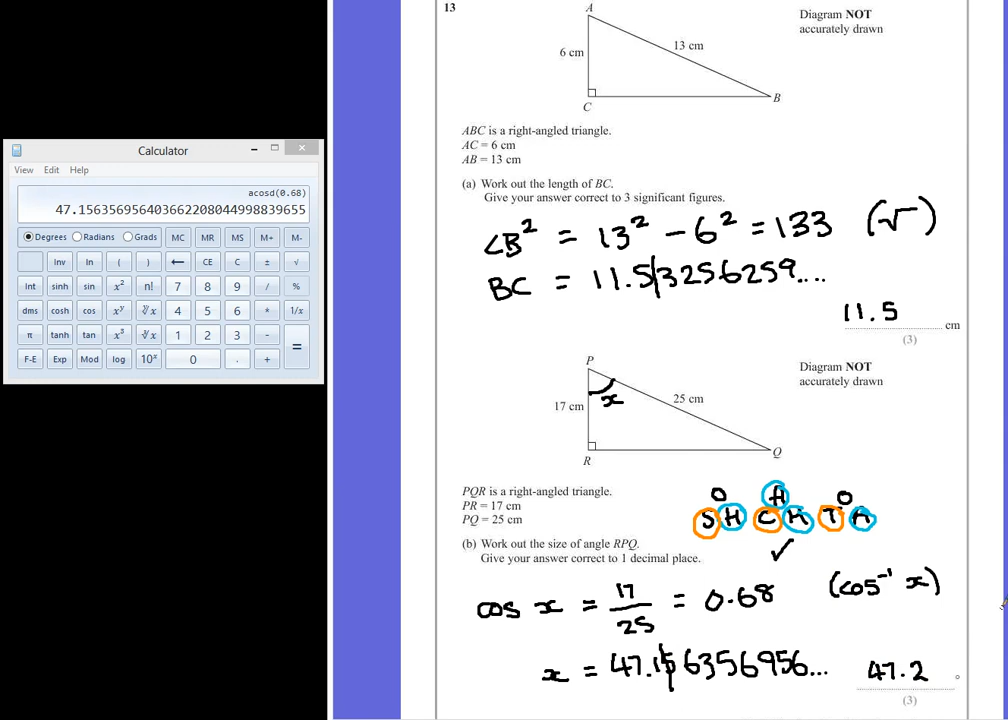 Calculator
View Edit Help
acosd(0.68)
47.156356956403662208044998839655
Degrees Radians Grads MC MR MS M+ M-
Inv ln ( ) ← CE C ± √
Int sinh sin x² n! 7 8 9 / %
dms cosh cos xʸ ʸ√x 4 5 6 * 1/x
π tanh tan x³ ³√x 1 2 3 - =
F-E Exp Mod log 10ˣ 0 . +
13
A
Diagram NOT
accurately drawn
6 cm
13 cm
C
B
ABC is a right-angled triangle.
AC = 6 cm
AB = 13 cm
(a) Work out the length of BC.
Give your answer correct to 3 significant figures.
CB² = 13² - 6² = 133 (√)
BC = 11.5|3256259....
11.5 cm
(3)
P
Diagram NOT
accurately drawn
x
17 cm
25 cm
R
Q
PQR is a right-angled triangle.
PR = 17 cm
PQ = 25 cm
O A O
S H C H T A
✓
(b) Work out the size of angle RPQ.
Give your answer correct to 1 decimal place.
cos x = 17/25 = 0.68 (cos⁻¹ x)
x = 47.1|56356956...
47.2 °
(3)